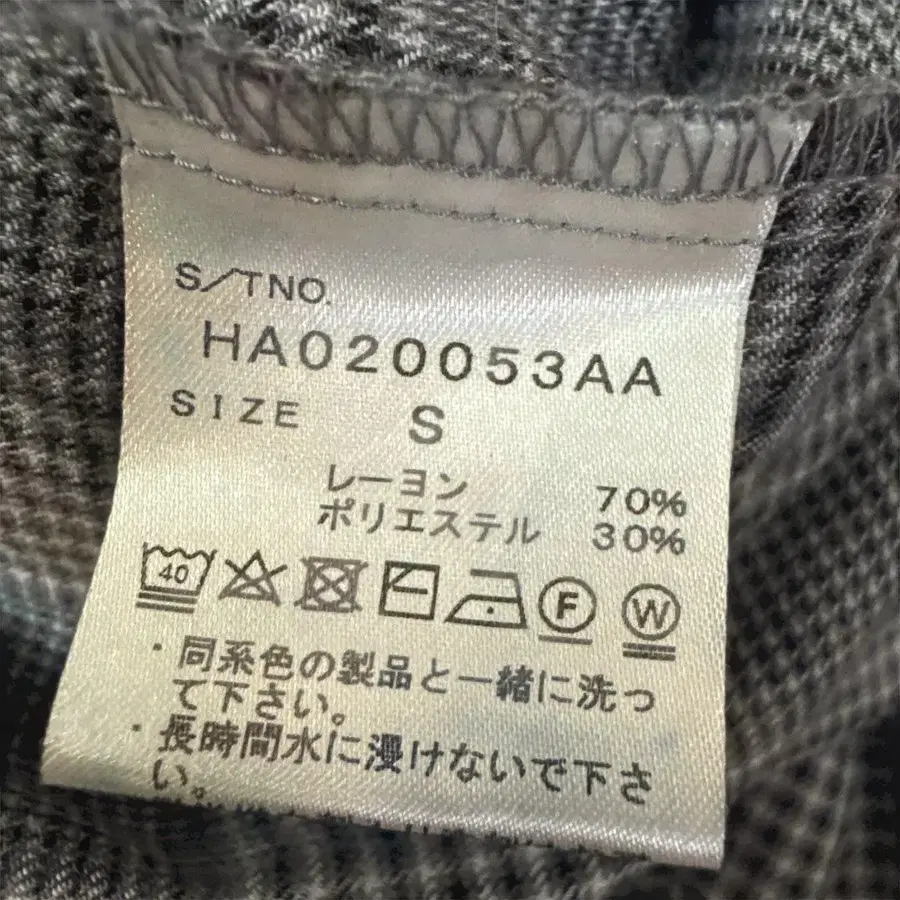 S/TNO.
HA020053AA
SIZE S
レーヨン 70%
ポリエステル 30%
40 F W
・同系色の製品と一緒に洗っ
て下さい。
・長時間水に漫けないで下さ
い。